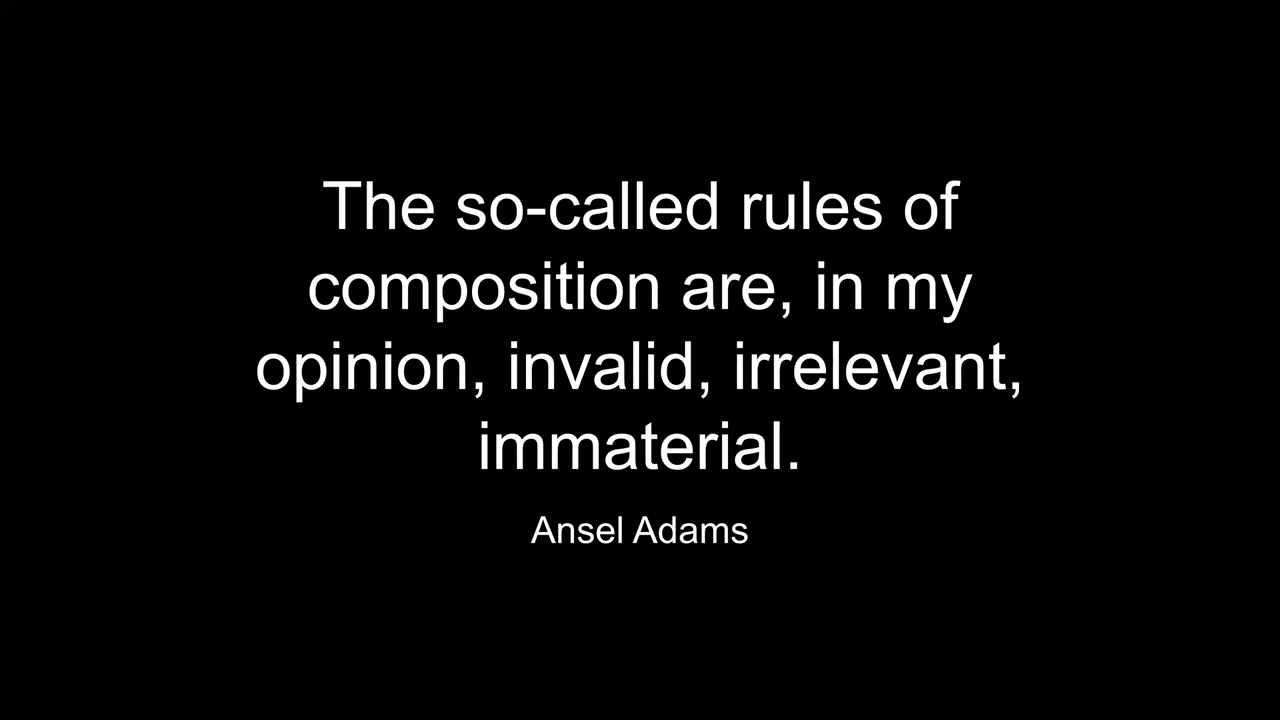 The so-called rules of
composition are, in my
opinion, invalid, irrelevant,
immaterial.
Ansel Adams